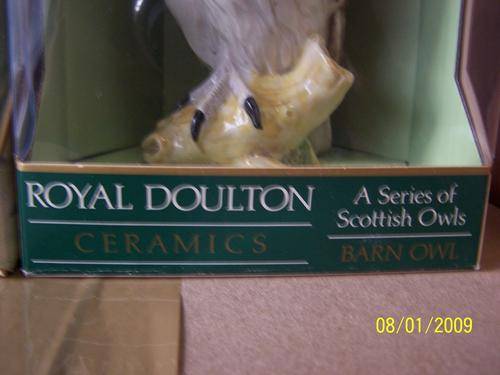 ROYAL DOULTON
CERAMICS
A Series of
Scottish Owls
BARN OWL
08/01/2009